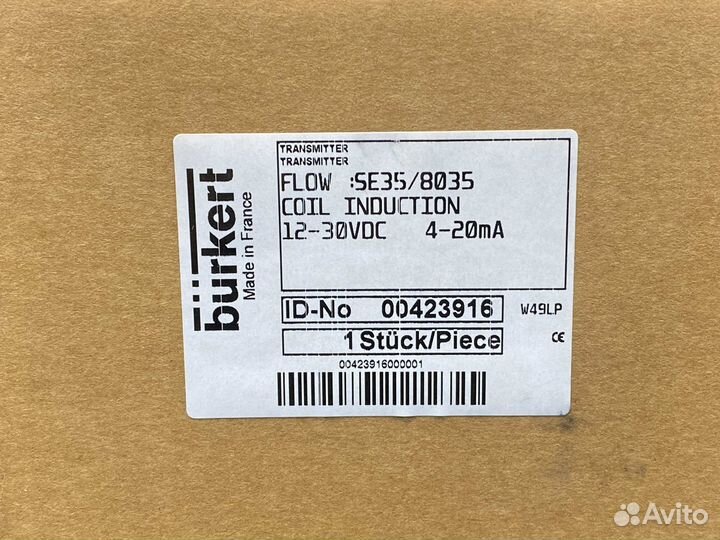 bürkert
Made in France
TRANSMITTER
TRANSMITTER
FLOW :SE35/8035
COIL INDUCTION
12-30VDC 4-20mA
ID-No 00423916
W49LP
1 Stück/Piece
CE
00423916000001
Avito